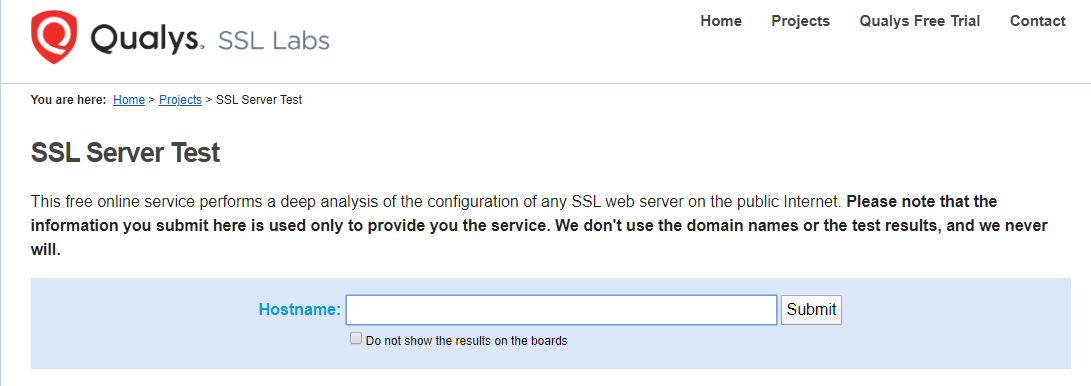 Qualys. SSL Labs
Home Projects Qualys Free Trial Contact
You are here: Home > Projects > SSL Server Test
SSL Server Test
This free online service performs a deep analysis of the configuration of any SSL web server on the public Internet. Please note that the
information you submit here is used only to provide you the service. We don't use the domain names or the test results, and we never
will.
Hostname: Submit
Do not show the results on the boards